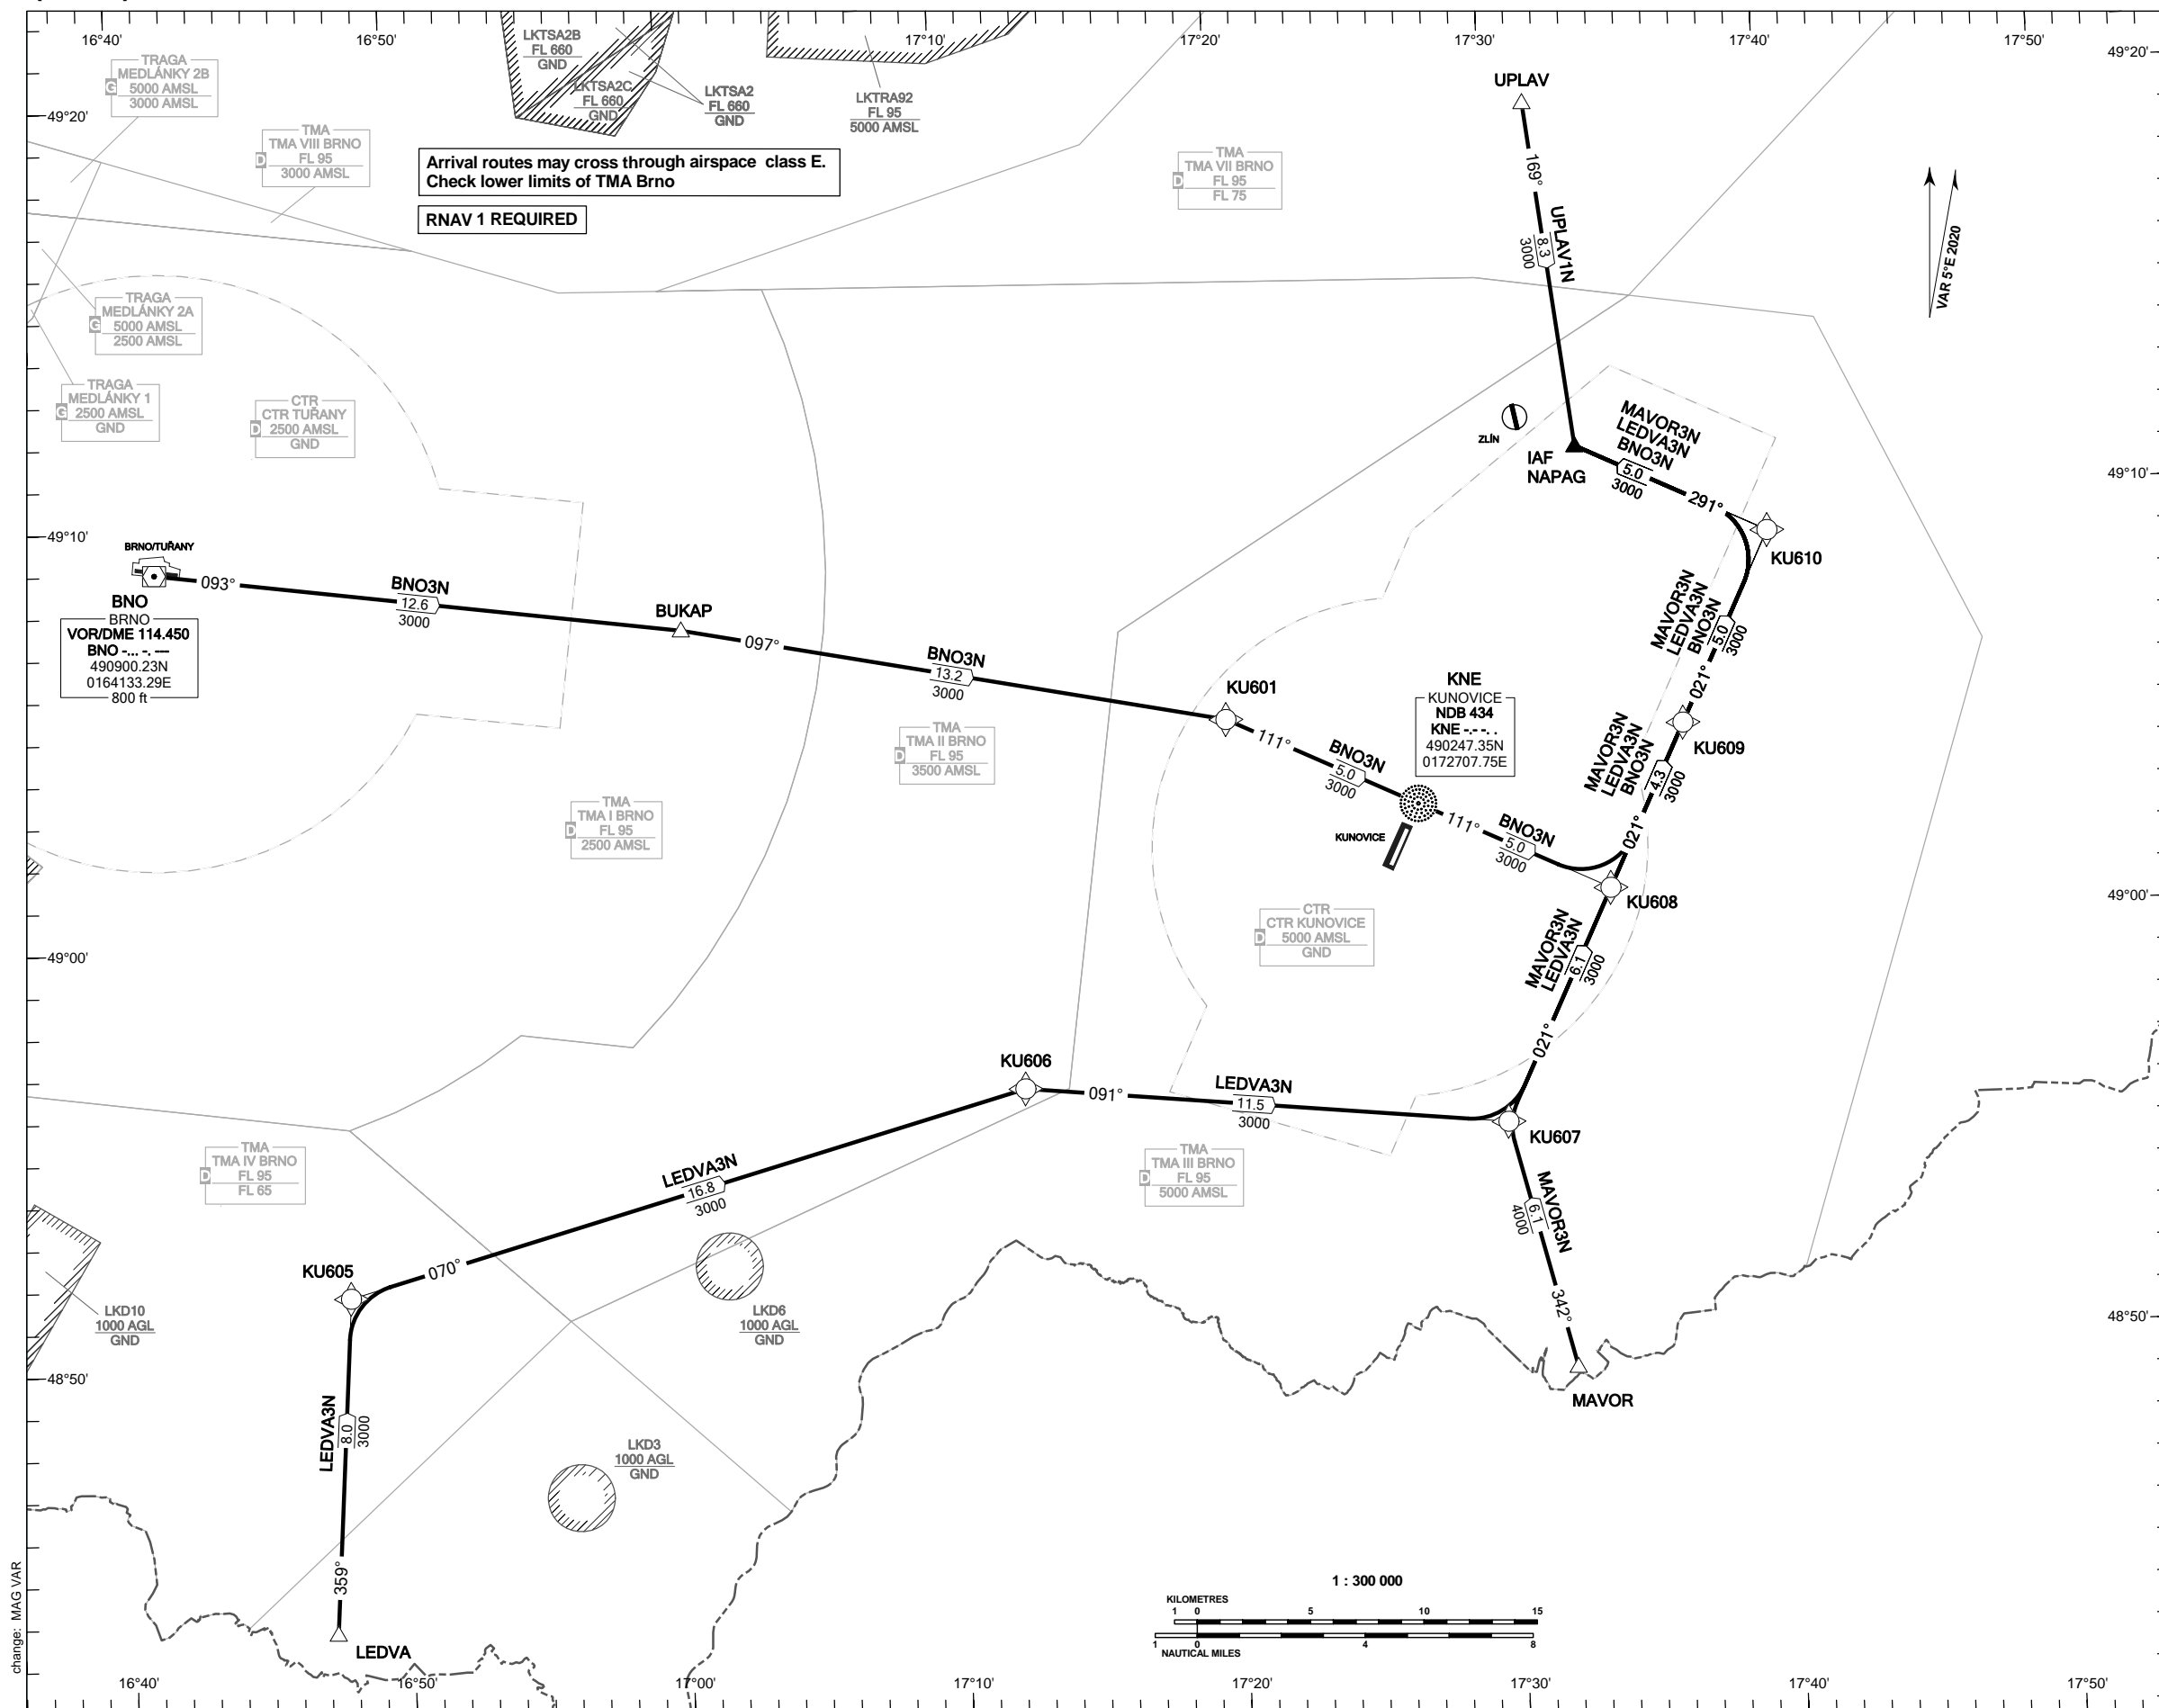 16°40'
16°50'
17°10'
17°20'
17°30'
17°40'
17°50'
49°20'
49°20'
49°10'
49°10'
49°00'
49°00'
48°50'
48°50'
TRAGA
MEDLÁNKY 2B
G
5000 AMSL
3000 AMSL
TMA
TMA VIII BRNO
D
FL 95
3000 AMSL
LKTSA2B
FL 660
GND
LKTSA2C
FL 660
GND
LKTSA2
FL 660
GND
LKTRA92
FL 95
5000 AMSL
Arrival routes may cross through airspace class E.
Check lower limits of TMA Brno
RNAV 1 REQUIRED
TMA
TMA VII BRNO
D
FL 95
FL 75
UPLAV
169°
UPLAV1N
8.3
3000
VAR 5°E 2020
TRAGA
MEDLÁNKY 2A
G
5000 AMSL
2500 AMSL
TRAGA
MEDLÁNKY 1
G
2500 AMSL
GND
CTR
CTR TUŘANY
D
2500 AMSL
GND
ZLÍN
IAF
NAPAG
MAVOR3N
LEDVA3N
BNO3N
5.0
3000
291°
KU610
BRNO/TUŘANY
BNO
BRNO
VOR/DME 114.450
BNO -... -. ---
490900.23N
0164133.29E
800 ft
093°
BNO3N
12.6
3000
BUKAP
097°
BNO3N
13.2
3000
KU601
111°
BNO3N
5.0
3000
KNE
KUNOVICE
NDB 434
KNE -.- -. .
490247.35N
0172707.75E
KUNOVICE
111°
BNO3N
5.0
3000
MAVOR3N
LEDVA3N
BNO3N
5.0
3000
021°
KU609
MAVOR3N
LEDVA3N
BNO3N
4.3
3000
021°
KU608
MAVOR3N
LEDVA3N
6.1
3000
021°
TMA
TMA II BRNO
D
FL 95
3500 AMSL
TMA
TMA I BRNO
D
FL 95
2500 AMSL
CTR
CTR KUNOVICE
D
5000 AMSL
GND
KU606
091°
LEDVA3N
11.5
3000
KU607
TMA
TMA IV BRNO
D
FL 95
FL 65
TMA
TMA III BRNO
D
FL 95
5000 AMSL
LEDVA3N
16.8
3000
070°
KU605
MAVOR3N
6.1
4000
342°
MAVOR
LKD10
1000 AGL
GND
LKD6
1000 AGL
GND
LKD3
1000 AGL
GND
LEDVA3N
8.0
3000
359°
LEDVA
1 : 300 000
KILOMETRES
1 0 5 10 15
1 0 4 8
NAUTICAL MILES
change: MAG VAR
16°40'
16°50'
17°00'
17°10'
17°20'
17°30'
17°40'
17°50'